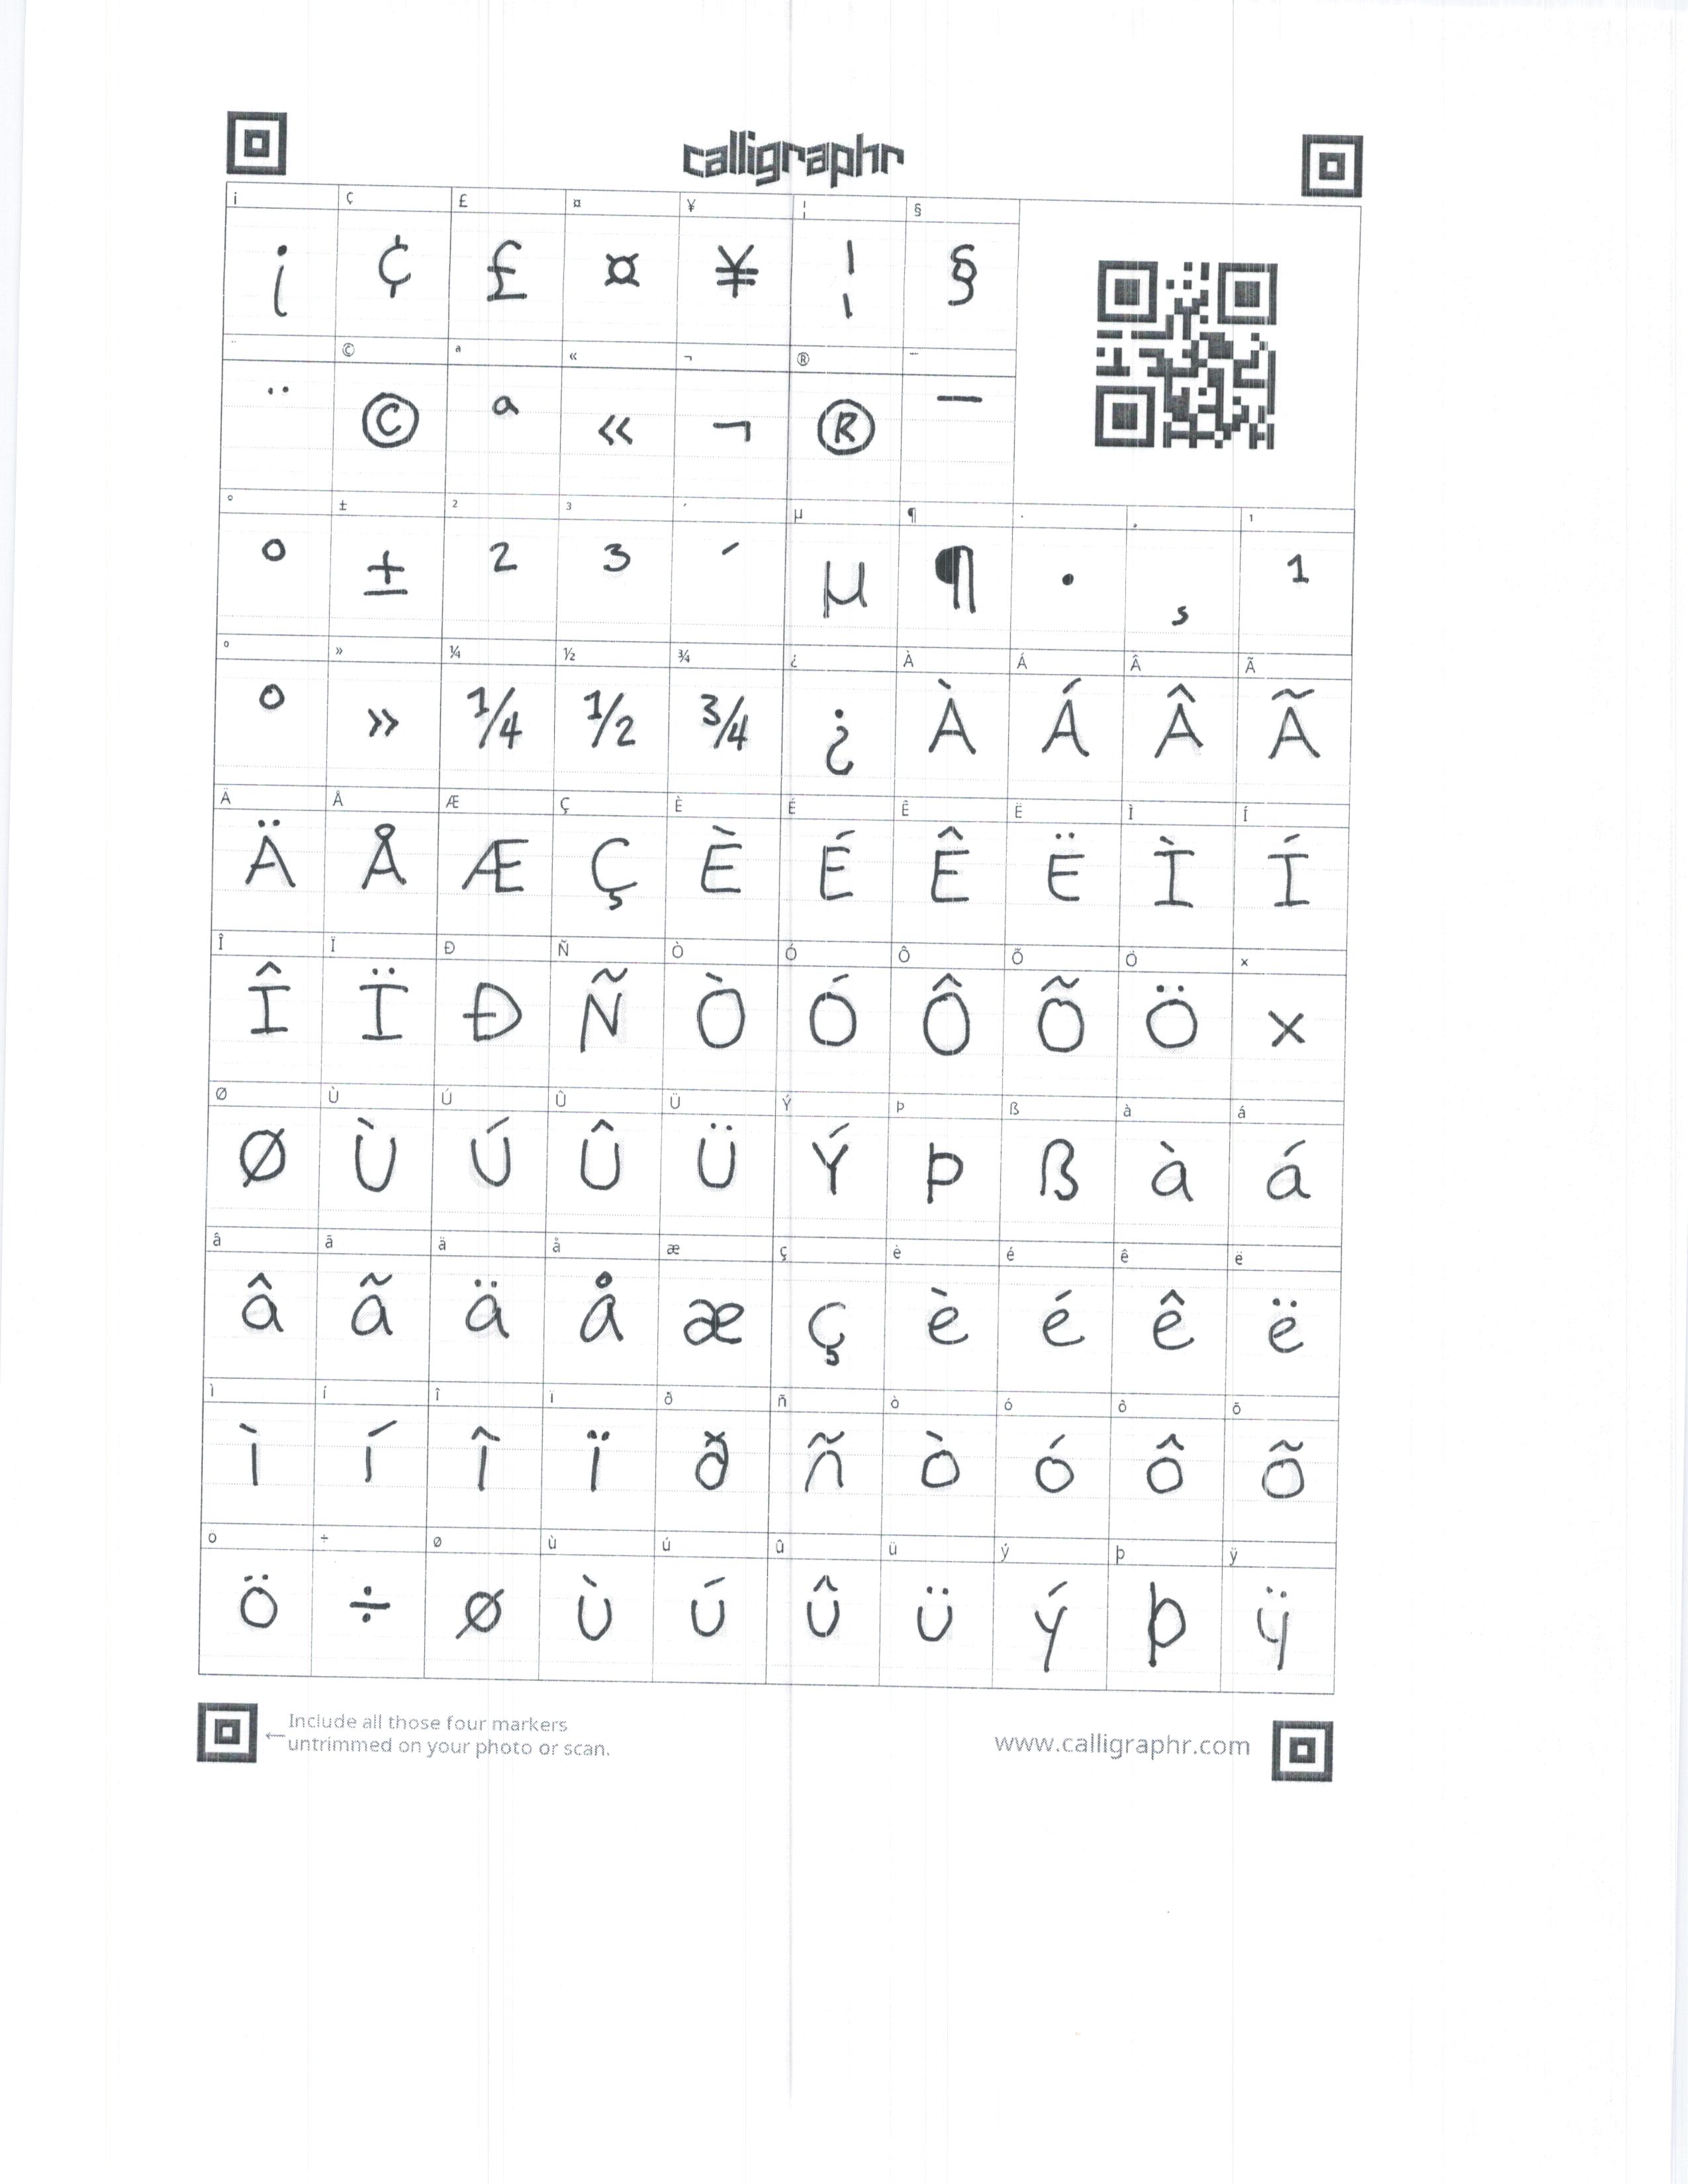 calligraphr
¡ ¢ £ ¤ ¥ ¦ §
¡ ¢ £ ¤ ¥ ¦ §
¨ © ª « ¬ ® ¯
¨ © ª « ¬ ® ¯
° ± ² ³ ´ µ ¶ · ¸ ¹
° ± ² ³ ´ µ ¶ · ¸ ¹
º » ¼ ½ ¾ ¿ À Á Â Ã
º » ¼ ½ ¾ ¿ À Á Â Ã
Ä Å Æ Ç È É Ê Ë Ì Í
Ä Å Æ Ç È É Ê Ë Ì Í
Î Ï Ð Ñ Ò Ó Ô Õ Ö ×
Î Ï Ð Ñ Ò Ó Ô Õ Ö ×
Ø Ù Ú Û Ü Ý Þ ß à á
Ø Ù Ú Û Ü Ý Þ ß à á
â ã ä å æ ç è é ê ë
â ã ä å æ ç è é ê ë
ì í î ï ð ñ ò ó ô õ
ì í î ï ð ñ ò ó ô õ
ö ÷ ø ù ú û ü ý þ ÿ
ö ÷ ø ù ú û ü ý þ ÿ
←Include all those four markers
untrimmed on your photo or scan.
www.calligraphr.com